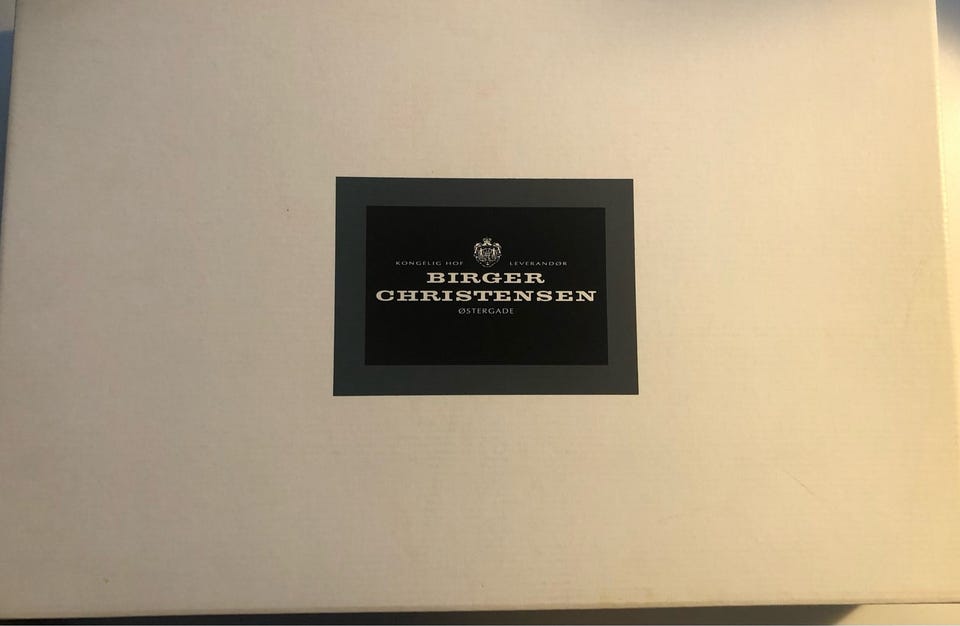 KONGELIG HOF LEVERANDØR
BIRGER
CHRISTENSEN
ØSTERGADE